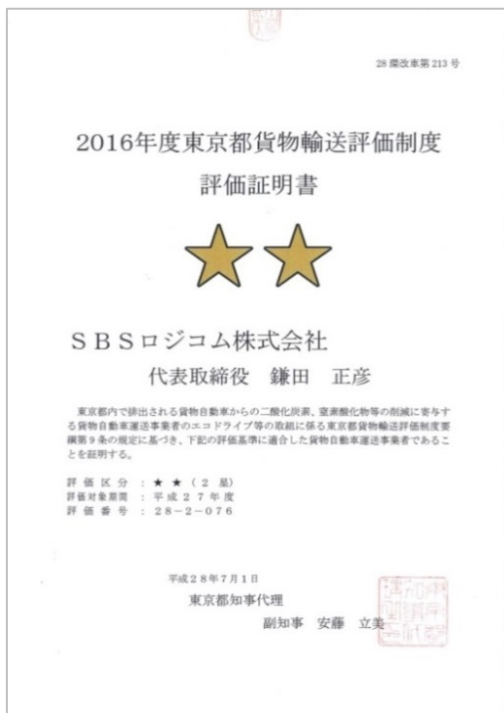 28環改車第213号
2016年度東京都貨物輸送評価制度
評価証明書
SBSロジコム株式会社
代表取締役 鎌田 正彦
東京都内で排出される貨物自動車からの二酸化炭素、窒素酸化物等の削減に寄与す
る貨物自動車運送事業者のエコドライブ等の取組に係る東京都貨物輸送評価制度要
綱第9条の規定に基づき、下記の評価基準に適合した貨物自動車運送事業者であるこ
とを証明する。
評価区分 : ★★(2星)
評価対象期間 : 平成27年度
評価番号 : 28-2-076
平成28年7月1日
東京都知事代理
副知事 安藤 立美